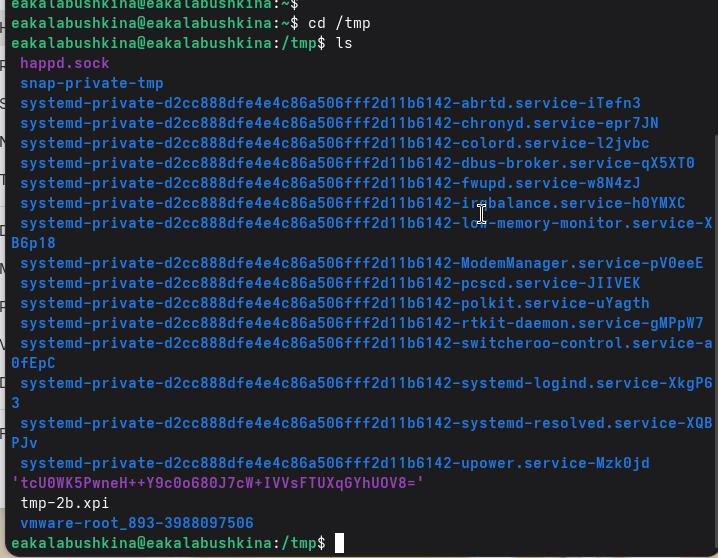 eakalabushkina@eakalabushkina:~$
eakalabushkina@eakalabushkina:~$ cd /tmp
eakalabushkina@eakalabushkina:/tmp$ ls
happd.sock
snap-private-tmp
systemd-private-d2cc888dfe4e4c86a506fff2d11b6142-abrtd.service-iTefn3
systemd-private-d2cc888dfe4e4c86a506fff2d11b6142-chronyd.service-epr7JN
systemd-private-d2cc888dfe4e4c86a506fff2d11b6142-colord.service-l2jvbc
systemd-private-d2cc888dfe4e4c86a506fff2d11b6142-dbus-broker.service-qX5XT0
systemd-private-d2cc888dfe4e4c86a506fff2d11b6142-fwupd.service-w8N4zJ
systemd-private-d2cc888dfe4e4c86a506fff2d11b6142-irqbalance.service-h0YMXC
systemd-private-d2cc888dfe4e4c86a506fff2d11b6142-low-memory-monitor.service-X
B6p18
systemd-private-d2cc888dfe4e4c86a506fff2d11b6142-ModemManager.service-pV0eeE
systemd-private-d2cc888dfe4e4c86a506fff2d11b6142-pcscd.service-JIIVEK
systemd-private-d2cc888dfe4e4c86a506fff2d11b6142-polkit.service-uYagth
systemd-private-d2cc888dfe4e4c86a506fff2d11b6142-rtkit-daemon.service-gMPpW7
systemd-private-d2cc888dfe4e4c86a506fff2d11b6142-switcheroo-control.service-a
0fEpC
systemd-private-d2cc888dfe4e4c86a506fff2d11b6142-systemd-logind.service-XkgP6
3
systemd-private-d2cc888dfe4e4c86a506fff2d11b6142-systemd-resolved.service-XQB
PJv
systemd-private-d2cc888dfe4e4c86a506fff2d11b6142-upower.service-Mzk0jd
'tcU0WK5PwneH++Y9c0o680J7cW+IVVsFTUXqGYhUOV8='
tmp-2b.xpi
vmware-root_893-3988097506
eakalabushkina@eakalabushkina:/tmp$